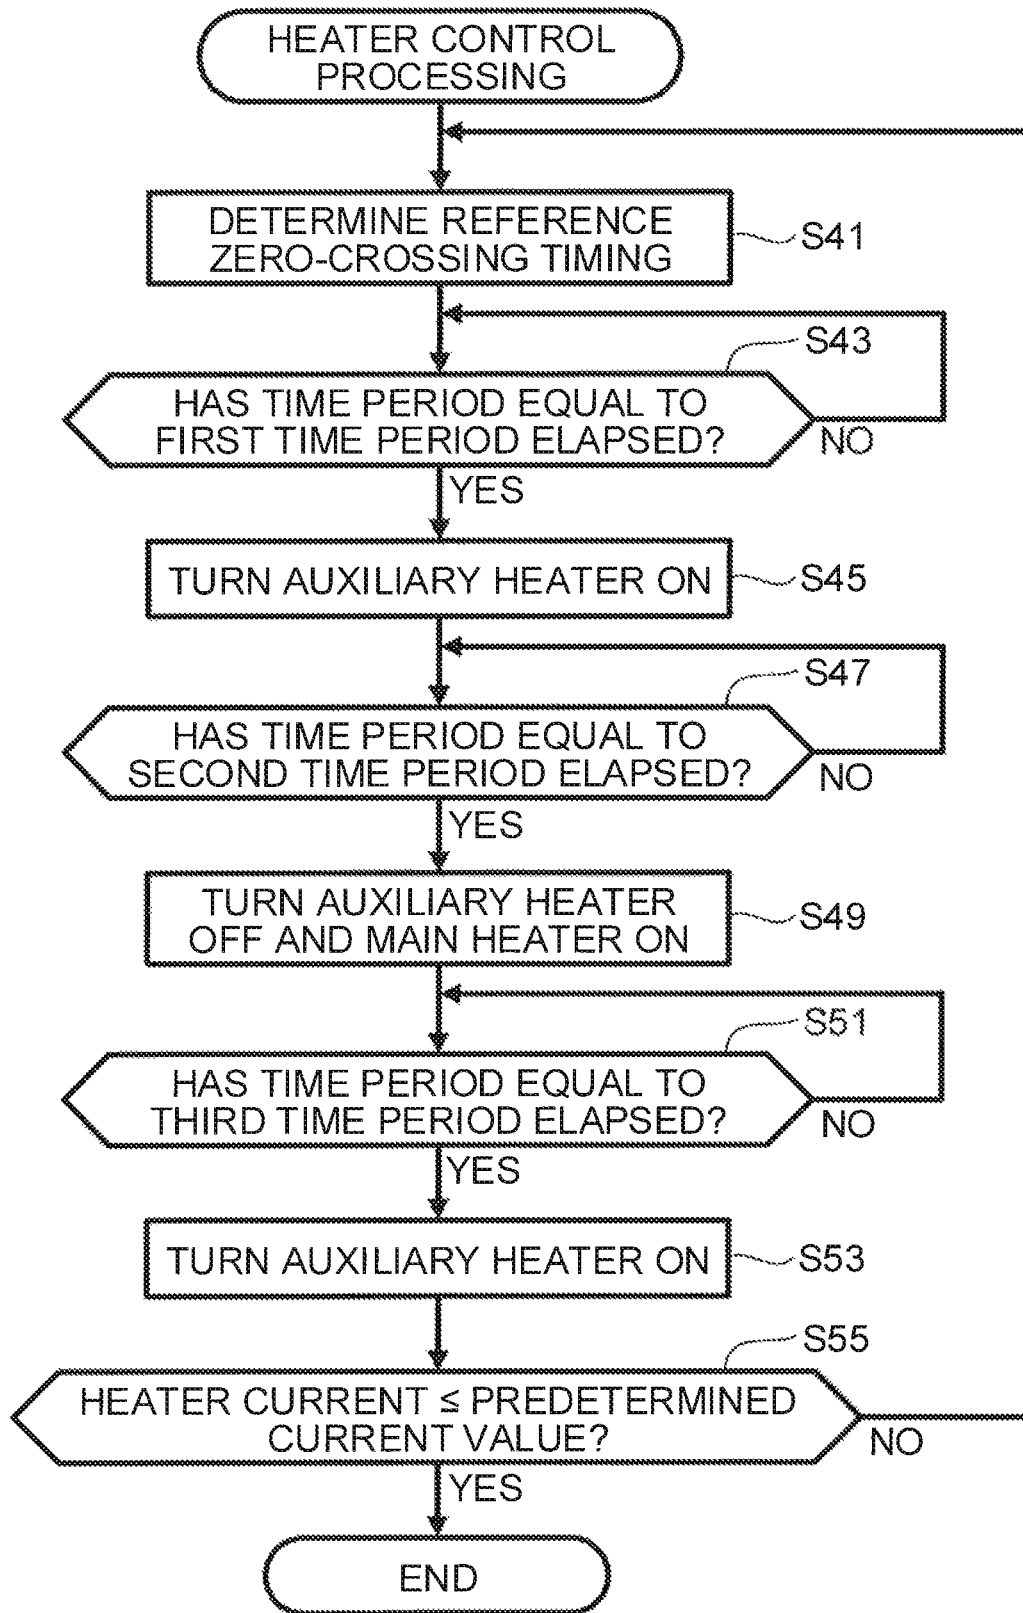 HEATER CONTROL
PROCESSING
DETERMINE REFERENCE
ZERO-CROSSING TIMING
S41
S43
HAS TIME PERIOD EQUAL TO
FIRST TIME PERIOD ELAPSED?
NO
YES
TURN AUXILIARY HEATER ON
S45
S47
HAS TIME PERIOD EQUAL TO
SECOND TIME PERIOD ELAPSED?
NO
YES
TURN AUXILIARY HEATER
OFF AND MAIN HEATER ON
S49
S51
HAS TIME PERIOD EQUAL TO
THIRD TIME PERIOD ELAPSED?
NO
YES
TURN AUXILIARY HEATER ON
S53
S55
HEATER CURRENT ≤ PREDETERMINED
CURRENT VALUE?
NO
YES
END